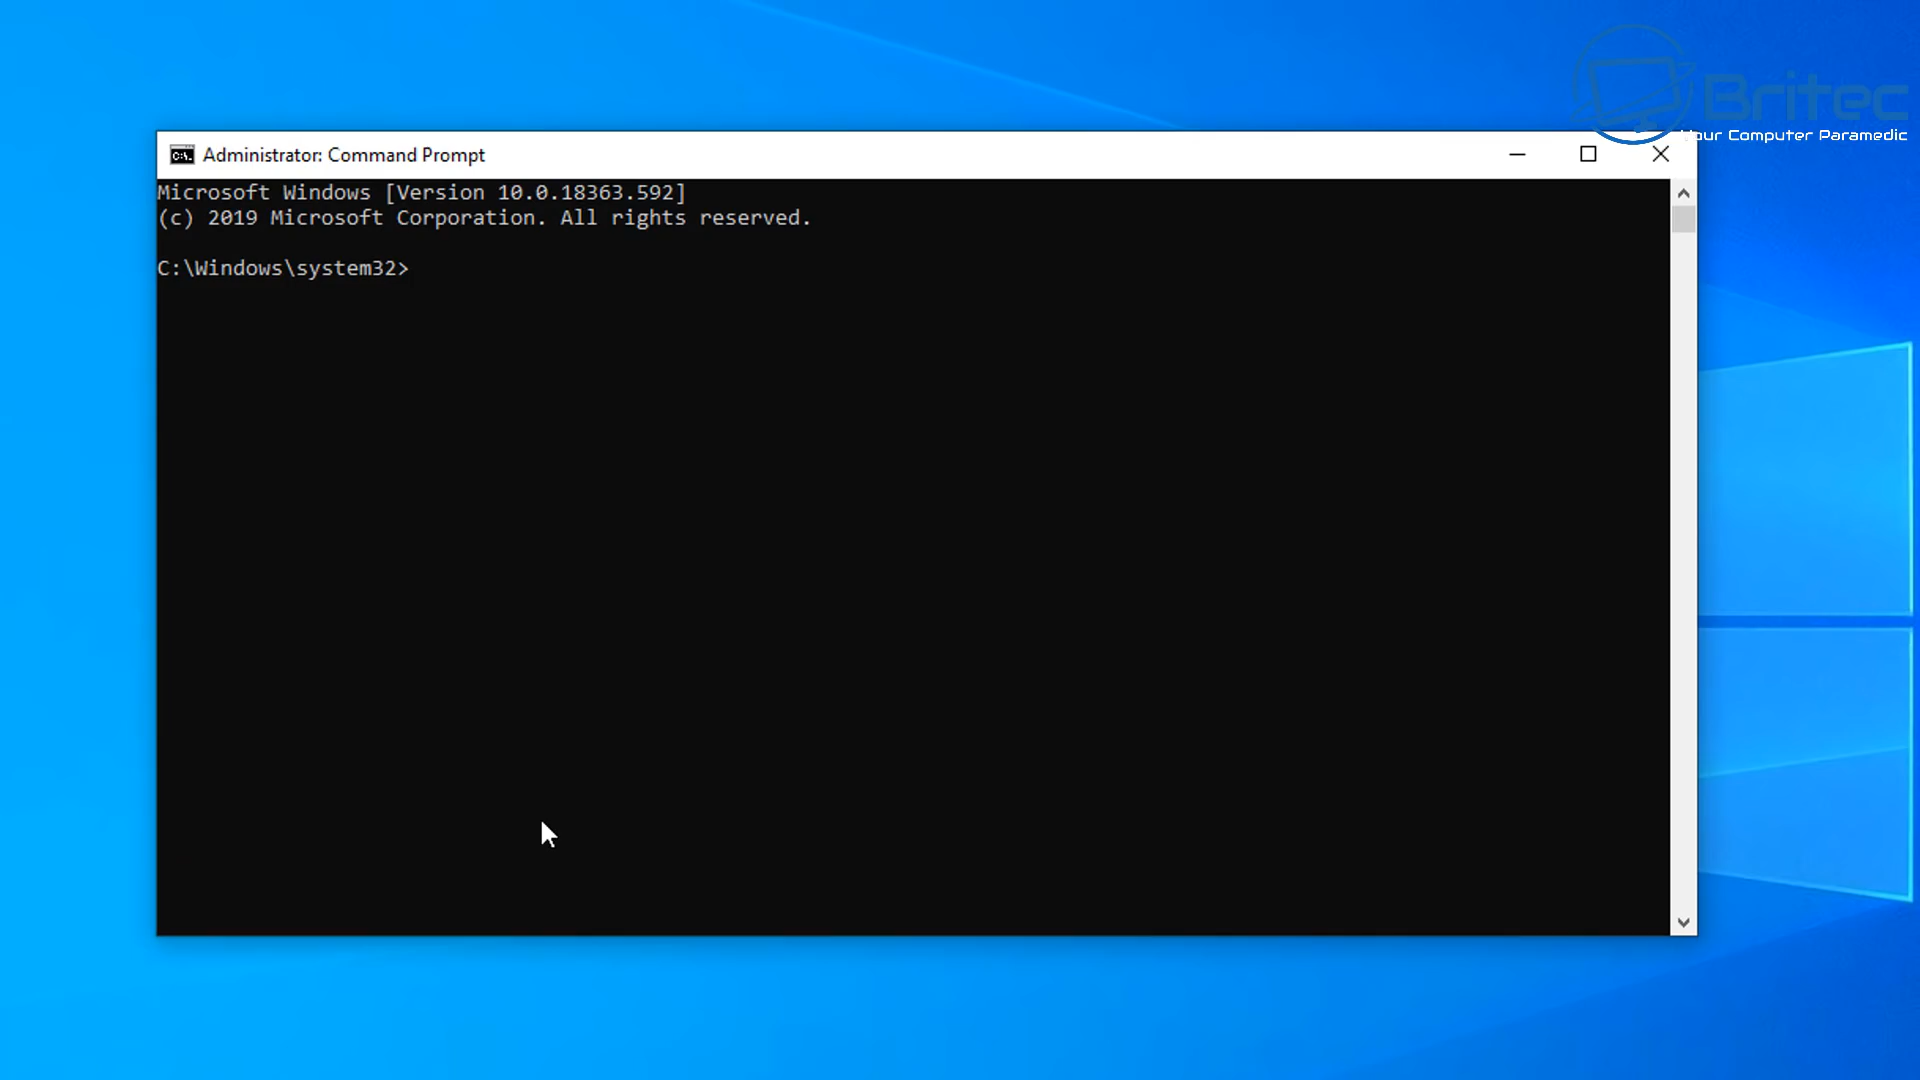 Britec
Your Computer Paramedic
Administrator: Command Prompt
Microsoft Windows [Version 10.0.18363.592]
(c) 2019 Microsoft Corporation. All rights reserved.
C:\Windows\system32>